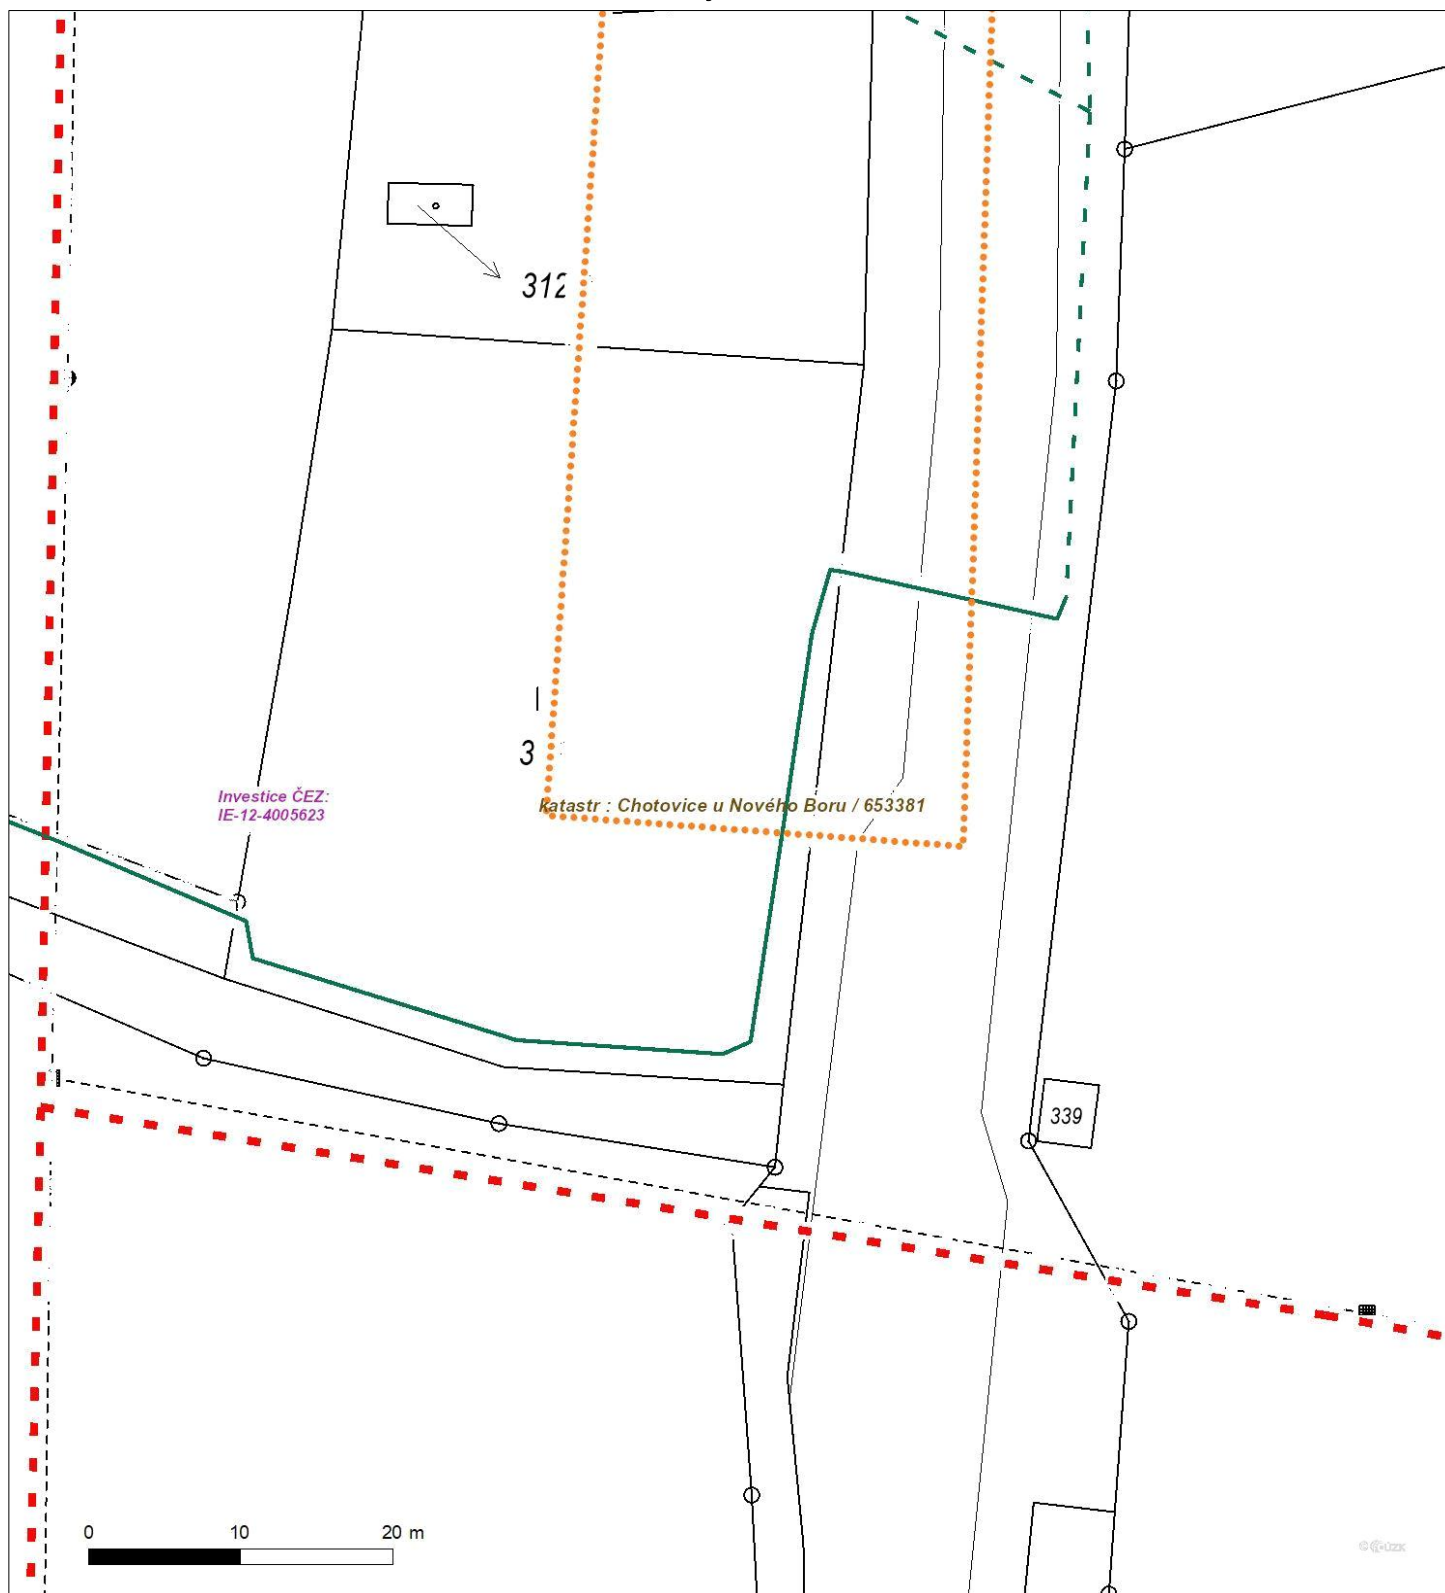 312
3
Investice ČEZ:
IE-12-4005623
katastr : Chotovice u Nového Boru / 653381
339
0 10 20 m